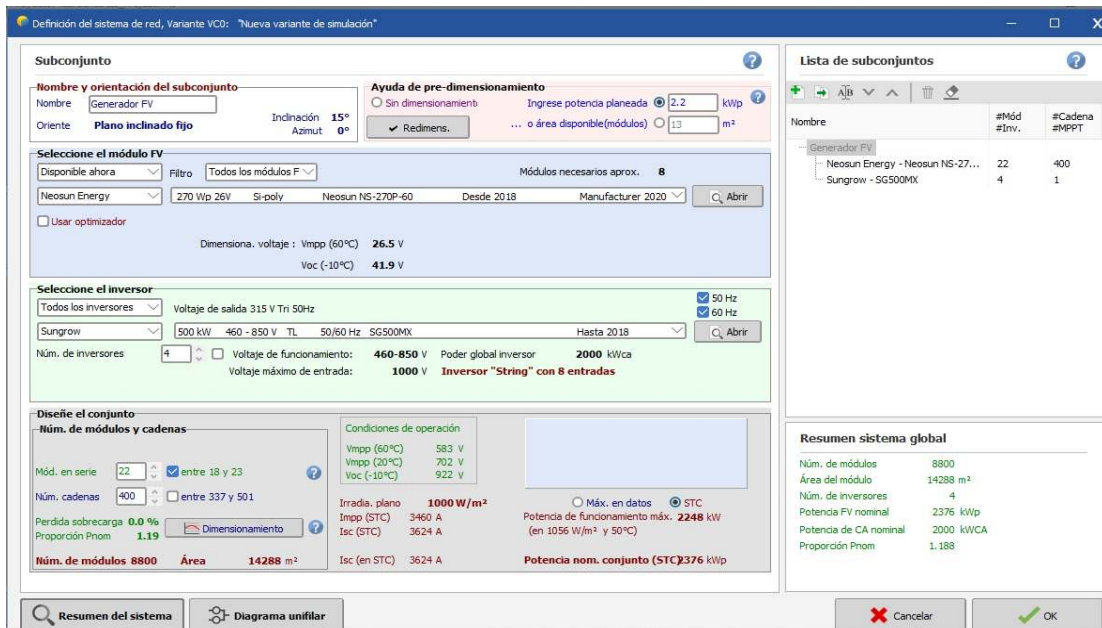 Definición del sistema de red, Variante VC0: "Nueva variante de simulación"
Subconjunto
Nombre y orientación del subconjunto
Nombre Generador FV
Oriente Plano inclinado fijo
Inclinación 15°
Azimut 0°
Ayuda de pre-dimensionamiento
Sin dimensionamiento
Ingrese potencia planeada 2.2 kWp
Redimens.
... o área disponible(módulos) 13 m²
Seleccione el módulo FV
Disponible ahora Filtro Todos los módulos F Módulos necesarios aprox. 8
Neosun Energy 270 Wp 26V Si-poly Neosun NS-270P-60 Desde 2018 Manufacturer 2020 Abrir
Usar optimizador
Dimensiona. voltaje : Vmpp (60°C) 26.5 V
Voc (-10°C) 41.9 V
Seleccione el inversor
Todos los inversores Voltaje de salida 315 V Tri 50Hz
50 Hz
60 Hz
Sungrow 500 kW 460 - 850 V TL 50/60 Hz SG500MX Hasta 2018 Abrir
Núm. de inversores 4 Voltaje de funcionamiento: 460-850 V Poder global inversor 2000 kWca
Voltaje máximo de entrada: 1000 V Inversor "String" con 8 entradas
Diseñe el conjunto
Núm. de módulos y cadenas
Mód. en serie 22 entre 18 y 23
Núm. cadenas 400 entre 337 y 501
Perdida sobrecarga 0.0 %
Proporción Pnom 1.19
Dimensionamiento
Núm. de módulos 8800 Área 14288 m²
Condiciones de operación
Vmpp (60°C) 583 V
Vmpp (20°C) 702 V
Voc (-10°C) 922 V
Irradia. plano 1000 W/m²
Impp (STC) 3460 A
Isc (STC) 3624 A
Isc (en STC) 3624 A
Máx. en datos STC
Potencia de funcionamiento máx. 2248 kW
(en 1056 W/m² y 50°C)
Potencia nom. conjunto (STC) 2376 kWp
Resumen del sistema
Diagrama unifilar
Lista de subconjuntos
Nombre #Mód #Cadena
#Inv. #MPPT
Generador FV
Neosun Energy - Neosun NS-27... 22 400
Sungrow - SG500MX 4 1
Resumen sistema global
Núm. de módulos 8800
Área del módulo 14288 m²
Núm. de inversores 4
Potencia FV nominal 2376 kWp
Potencia de CA nominal 2000 kWCA
Proporción Pnom 1.188
Cancelar
OK